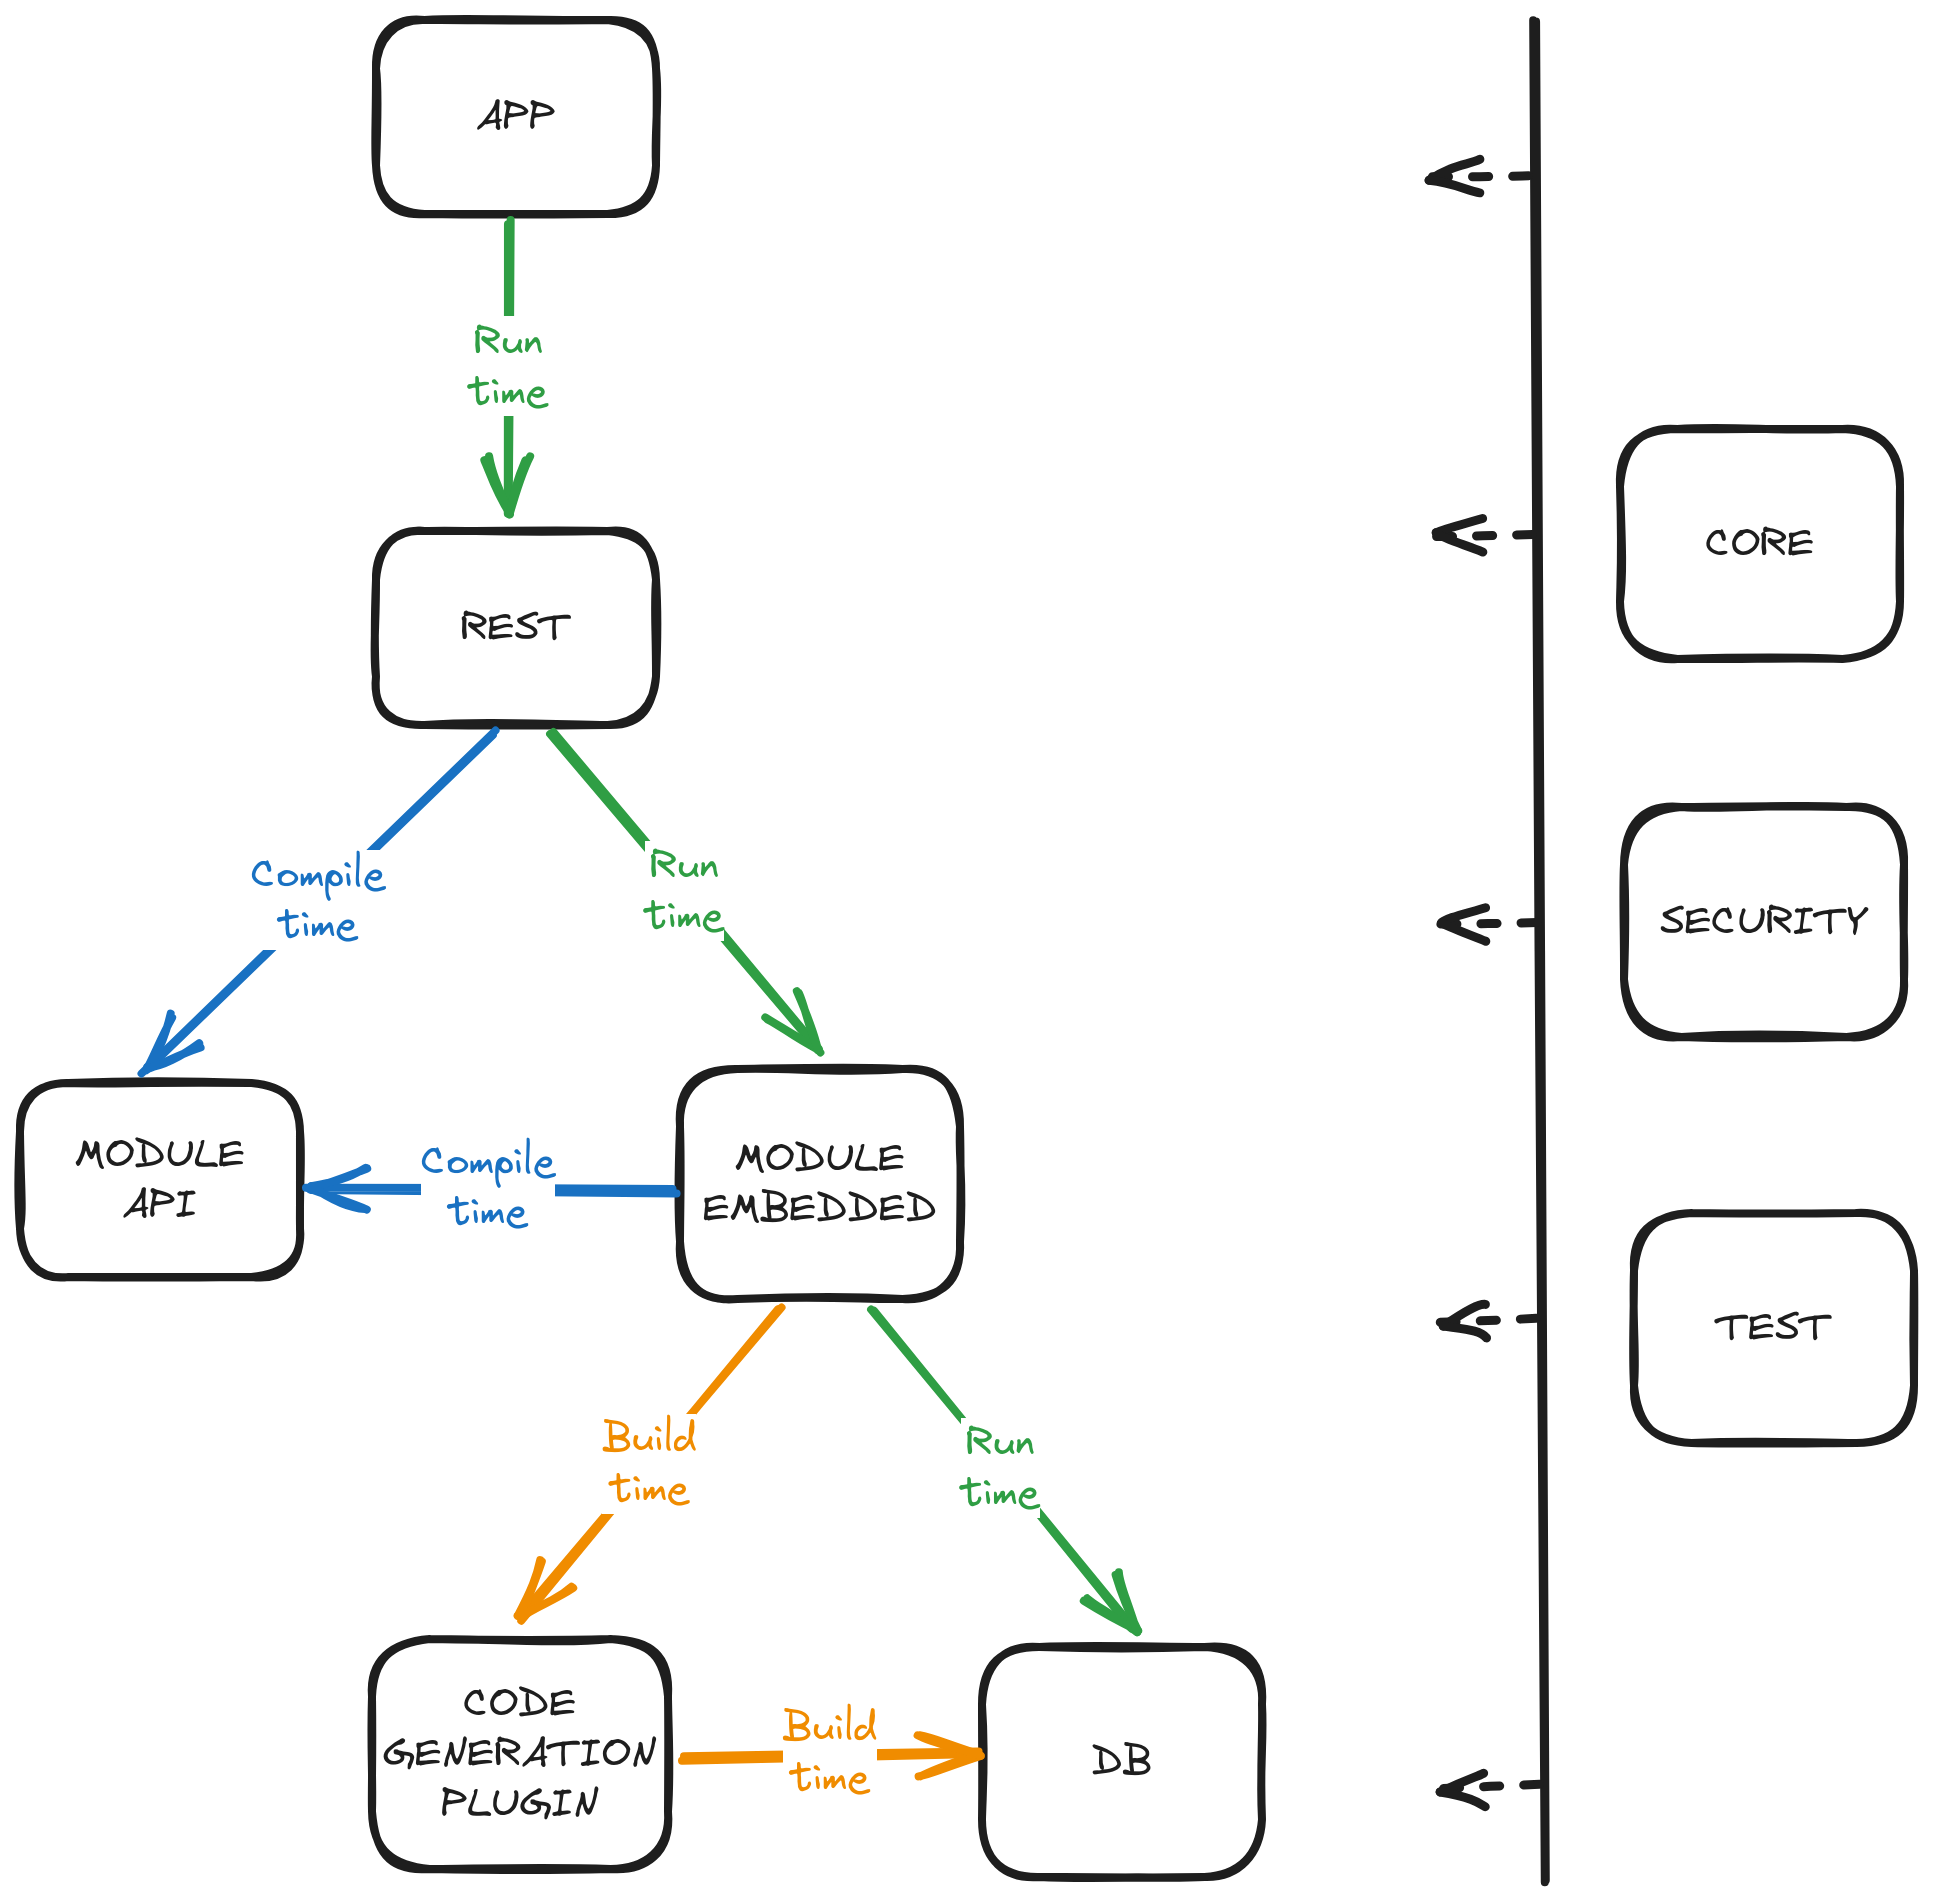 APP
Run
time
REST
CORE
Compile
time
Run
time
SECURITY
MODULE
API
Compile
time
MODULE
EMBEDDED
TEST
Build
time
Run
time
CODE
GENERATION
PLUGIN
Build
time
DB